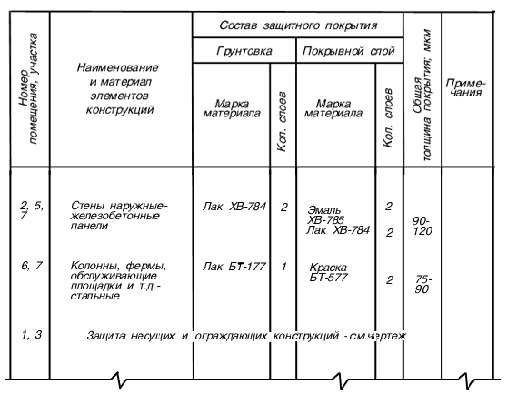 Номер помещения, участка
Наименование
и материал
элементов
конструкций
Состав защитного покрытия
Грунтовка
Покрывной слой
Марка
материала
Кол. слоев
Марка
материала
Кол. слоев
Общая
толщина покрытия; мки
Приме-
чания
2, 5,
7
Стены наружные-
железобетонные
панели
Лак ХВ-784
2
Эмаль
ХВ-785
Лак ХВ-784
2
2
90-
120
6, 7
Колонны, фермы,
обслуживающие
площадки и т.д.-
стальные
Лак БТ-177
1
Краска
БТ-577
2
75-
90
1, 3
Защита несущих и ограждающих конструкций - см.чертеж